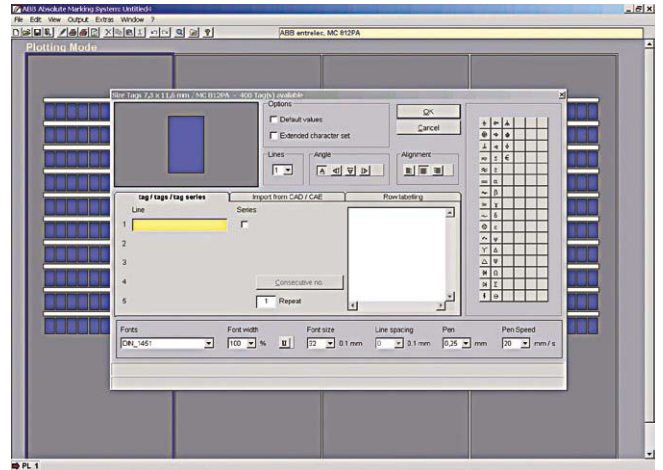 ABB Absolute Marking System: Untitled4
File Edit View Output Extras Window ?
ABB entrelec, MC 812PA
Plotting Mode
Size Tags 7,3 x 11,6 mm / MC 812PA - 400 Tag(s) available
Options
Default values
Extended character set
OK
Cancel
Lines
Angle
Alignment
1
tag / tags / tag series
Import from CAD / CAE
Row labelling
Line
Series
1
2
3
4
5
Consecutive no.
1 Repeat
Fonts
Font width
Font size
Line spacing
Pen
Pen Speed
DIN_1451
100 %
U
32 0.1 mm
0 0.1 mm
0,25 mm
20 mm / s
PL 1